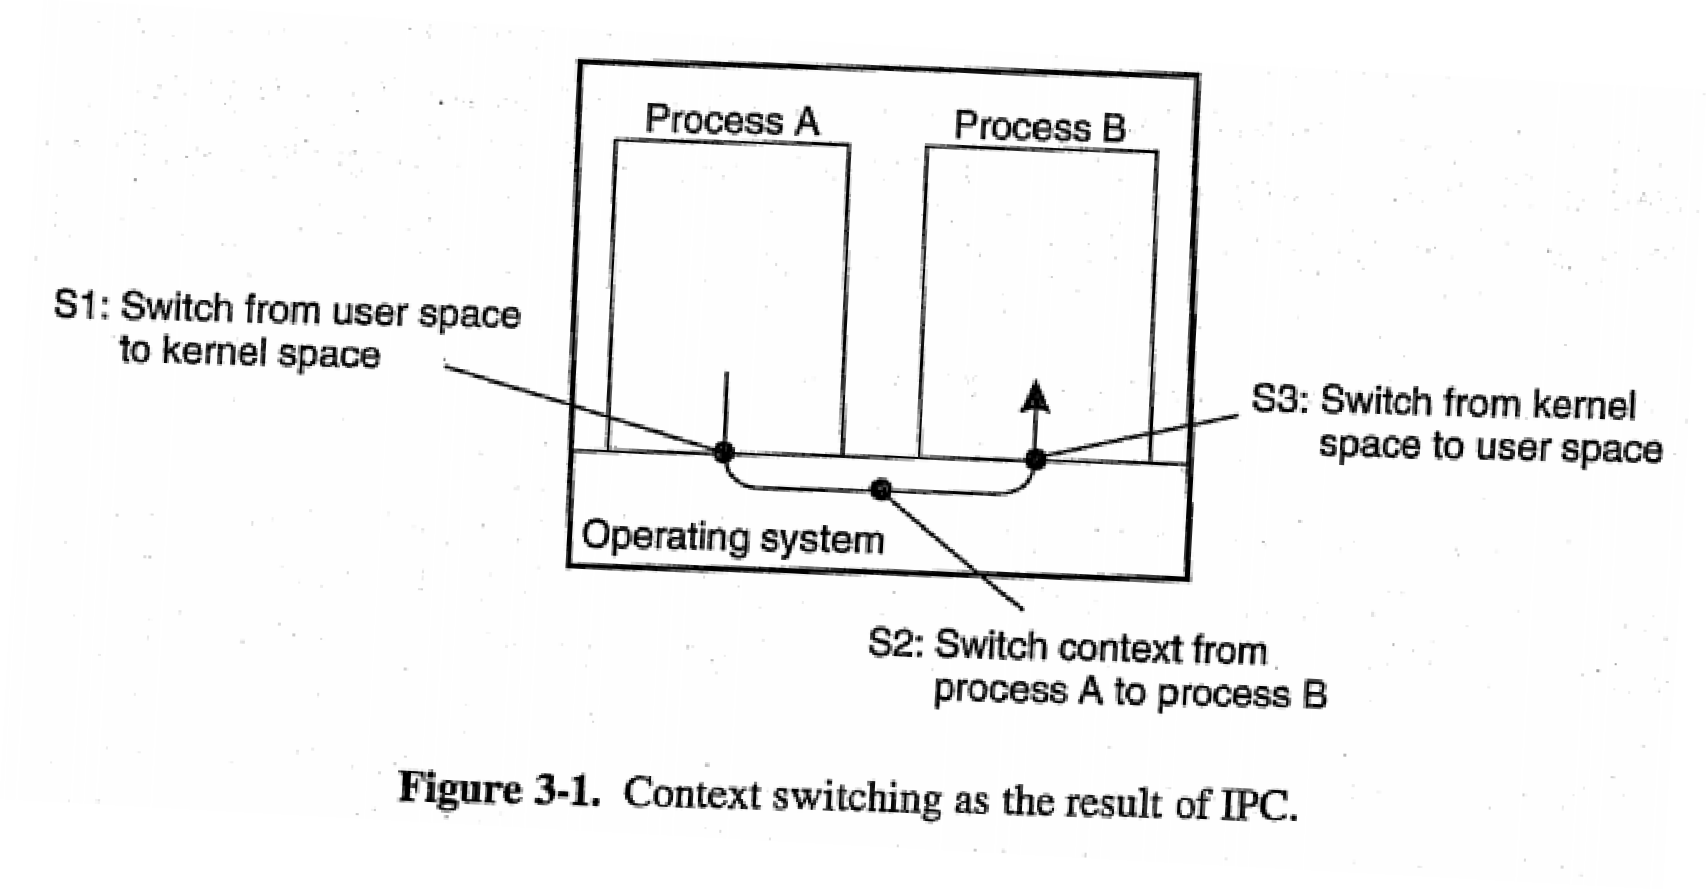 Process A
Process B
S1: Switch from user space
to kernel space
S3: Switch from kernel
space to user space
Operating system
S2: Switch context from
process A to process B
Figure 3-1. Context switching as the result of IPC.